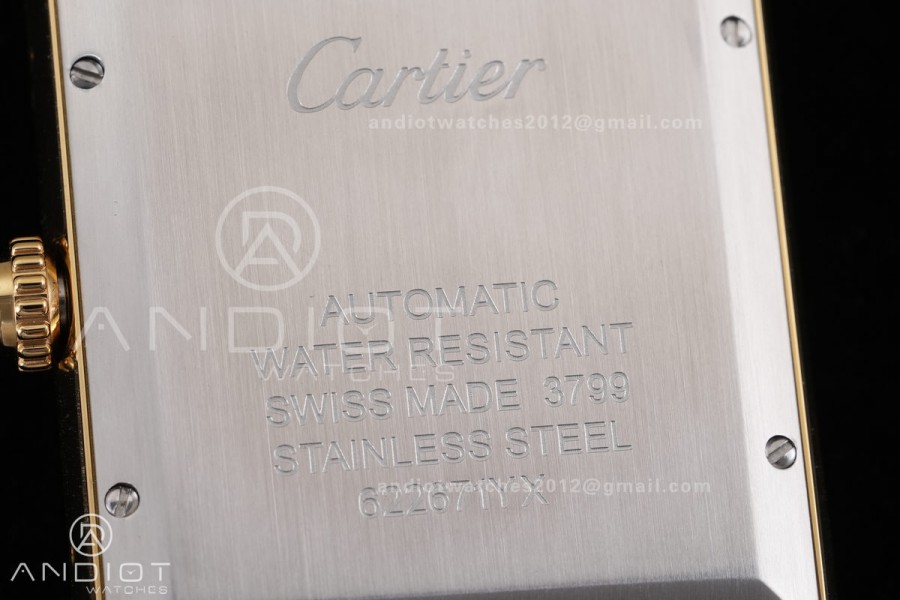 Cartier
andiotwatches2012@gmail.com
AUTOMATIC
ANDIOT
WATER RESISTANT
WATCHES
SWISS MADE 3799
STAINLESS STEEL
andiotwatches2012@gmail.com
622671YX
ANDIOT
WATCHES